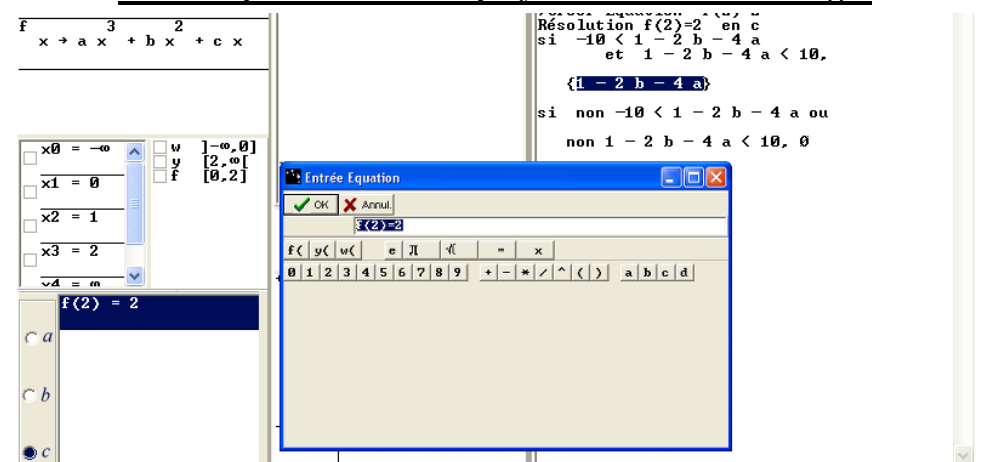 f
3 2
x → a x + b x + c x
x0 = −∞
x1 = 0
x2 = 1
x3 = 2
x4 = ∞
w ]−∞,0]
y [2,∞[
f [0,2]
f(2) = 2
a
b
c
Résolution f(2)=2 en c
si −10 < 1 − 2 b − 4 a
et 1 − 2 b − 4 a < 10,
{1 − 2 b − 4 a}
si non −10 < 1 − 2 b − 4 a ou
non 1 − 2 b − 4 a < 10, Ø
Entrée Equation
OK Annul.
f(2)=2
f( y( w( e π √( = x
0 1 2 3 4 5 6 7 8 9 + − * / ^ ( ) a b c d